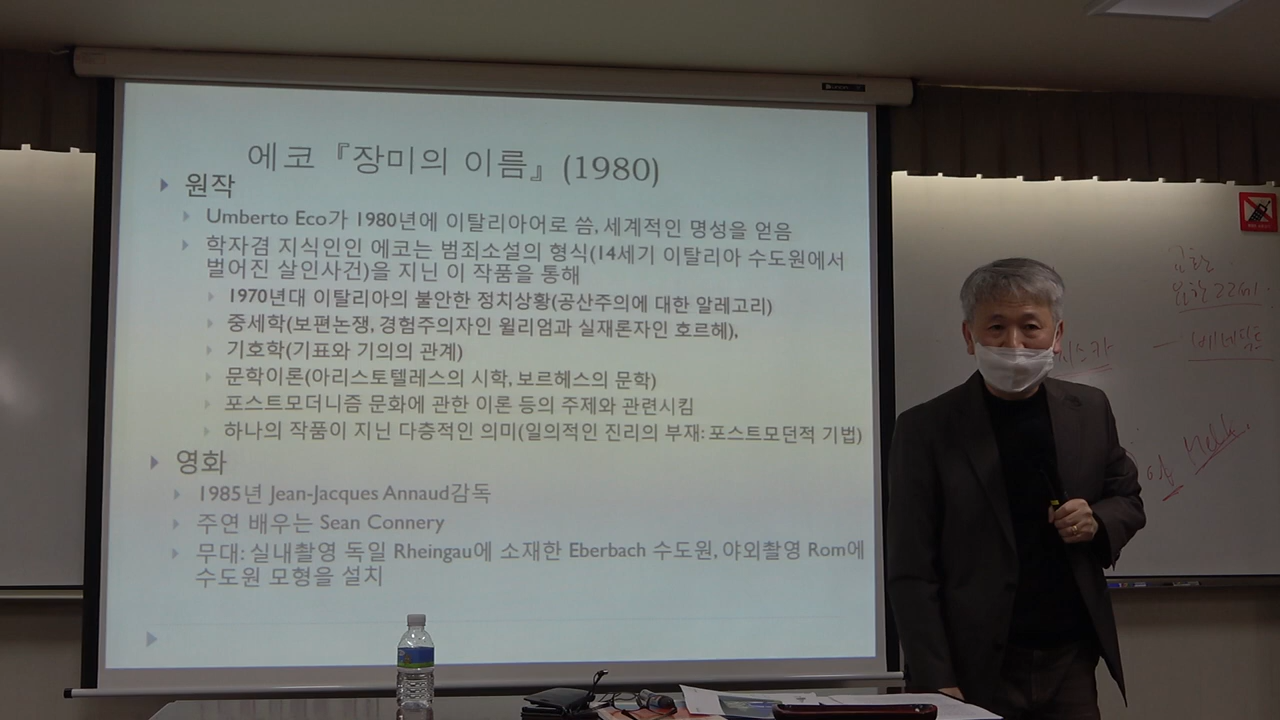 에코『장미의 이름』(1980)
원작
Umberto Eco가 1980년에 이탈리아어로 씀, 세계적인 명성을 얻음
학자겸 지식인인 에코는 범죄소설의 형식(14세기 이탈리아 수도원에서
벌어진 살인사건)을 지닌 이 작품을 통해
1970년대 이탈리아의 불안한 정치상황(공산주의에 대한 알레고리)
중세학(보편논쟁, 경험주의자인 윌리엄과 실재론자인 호르헤),
기호학(기표와 기의의 관계)
문학이론(아리스토텔레스의 시학, 보르헤스의 문학)
포스트모더니즘 문화에 관한 이론 등의 주제와 관련시킴
하나의 작품이 지닌 다층적인 의미(일의적인 진리의 부재: 포스트모던적 기법)
영화
1985년 Jean-Jacques Annaud감독
주연 배우는 Sean Connery
무대: 실내촬영 독일 Rheingau에 소재한 Eberbach 수도원, 야외촬영 Rom에
수도원 모형을 설치
교황
요한 22세
시스카 — 베네딕트